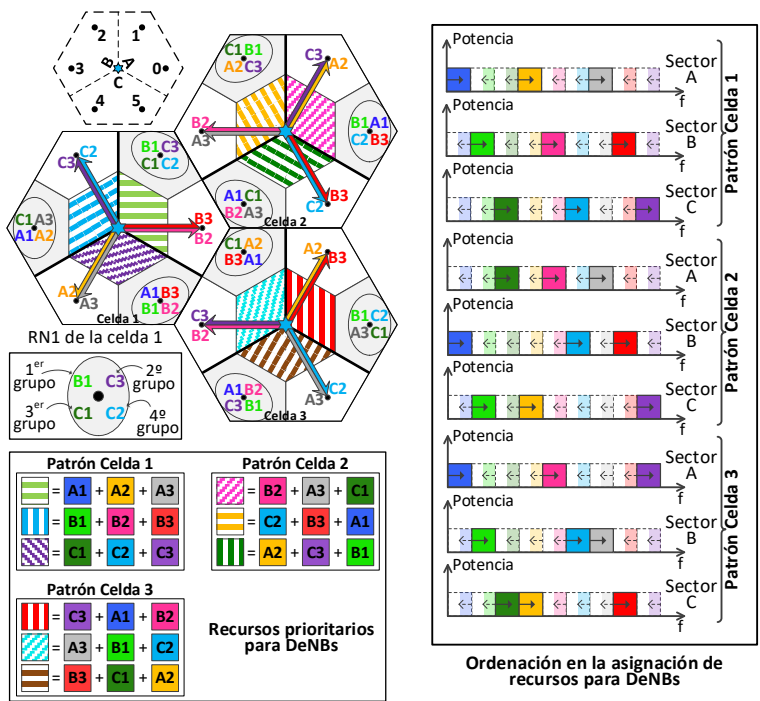 2 1
3 B A 0
C
4 5
C1 B1
A2 C3
C3
A2
B2
A3
B1 A1
C2 B3
A1 C1
B2 A3
B3
C2
Celda 2
C2
C3
B1 C3
C1 C2
C1 A3
A1 A2
B3
B2
A2
A3
A1 B3
B1 B2
Celda 1
C1 A2
B3 A1
A2
B3
C3
B2
B1 C2
A3 C1
A1 B2
C3 B1
C2
A3
Celda 3
RN1 de la celda 1
1er grupo
B1 C3
2º grupo
3er grupo
C1 C2
4º grupo
Patrón Celda 1
= A1 + A2 + A3
= B1 + B2 + B3
= C1 + C2 + C3
Patrón Celda 2
= B2 + A3 + C1
= C2 + B3 + A1
= A2 + C3 + B1
Patrón Celda 3
= C3 + A1 + B2
= A3 + B1 + C2
= B3 + C1 + A2
Recursos prioritarios
para DeNBs
Potencia
Sector
A
f
Potencia
Sector
B
f
Potencia
Sector
C
f
Patrón Celda 1
Potencia
Sector
A
f
Potencia
Sector
B
f
Potencia
Sector
C
f
Patrón Celda 2
Potencia
Sector
A
f
Potencia
Sector
B
f
Potencia
Sector
C
f
Patrón Celda 3
Ordenación en la asignación de
recursos para DeNBs